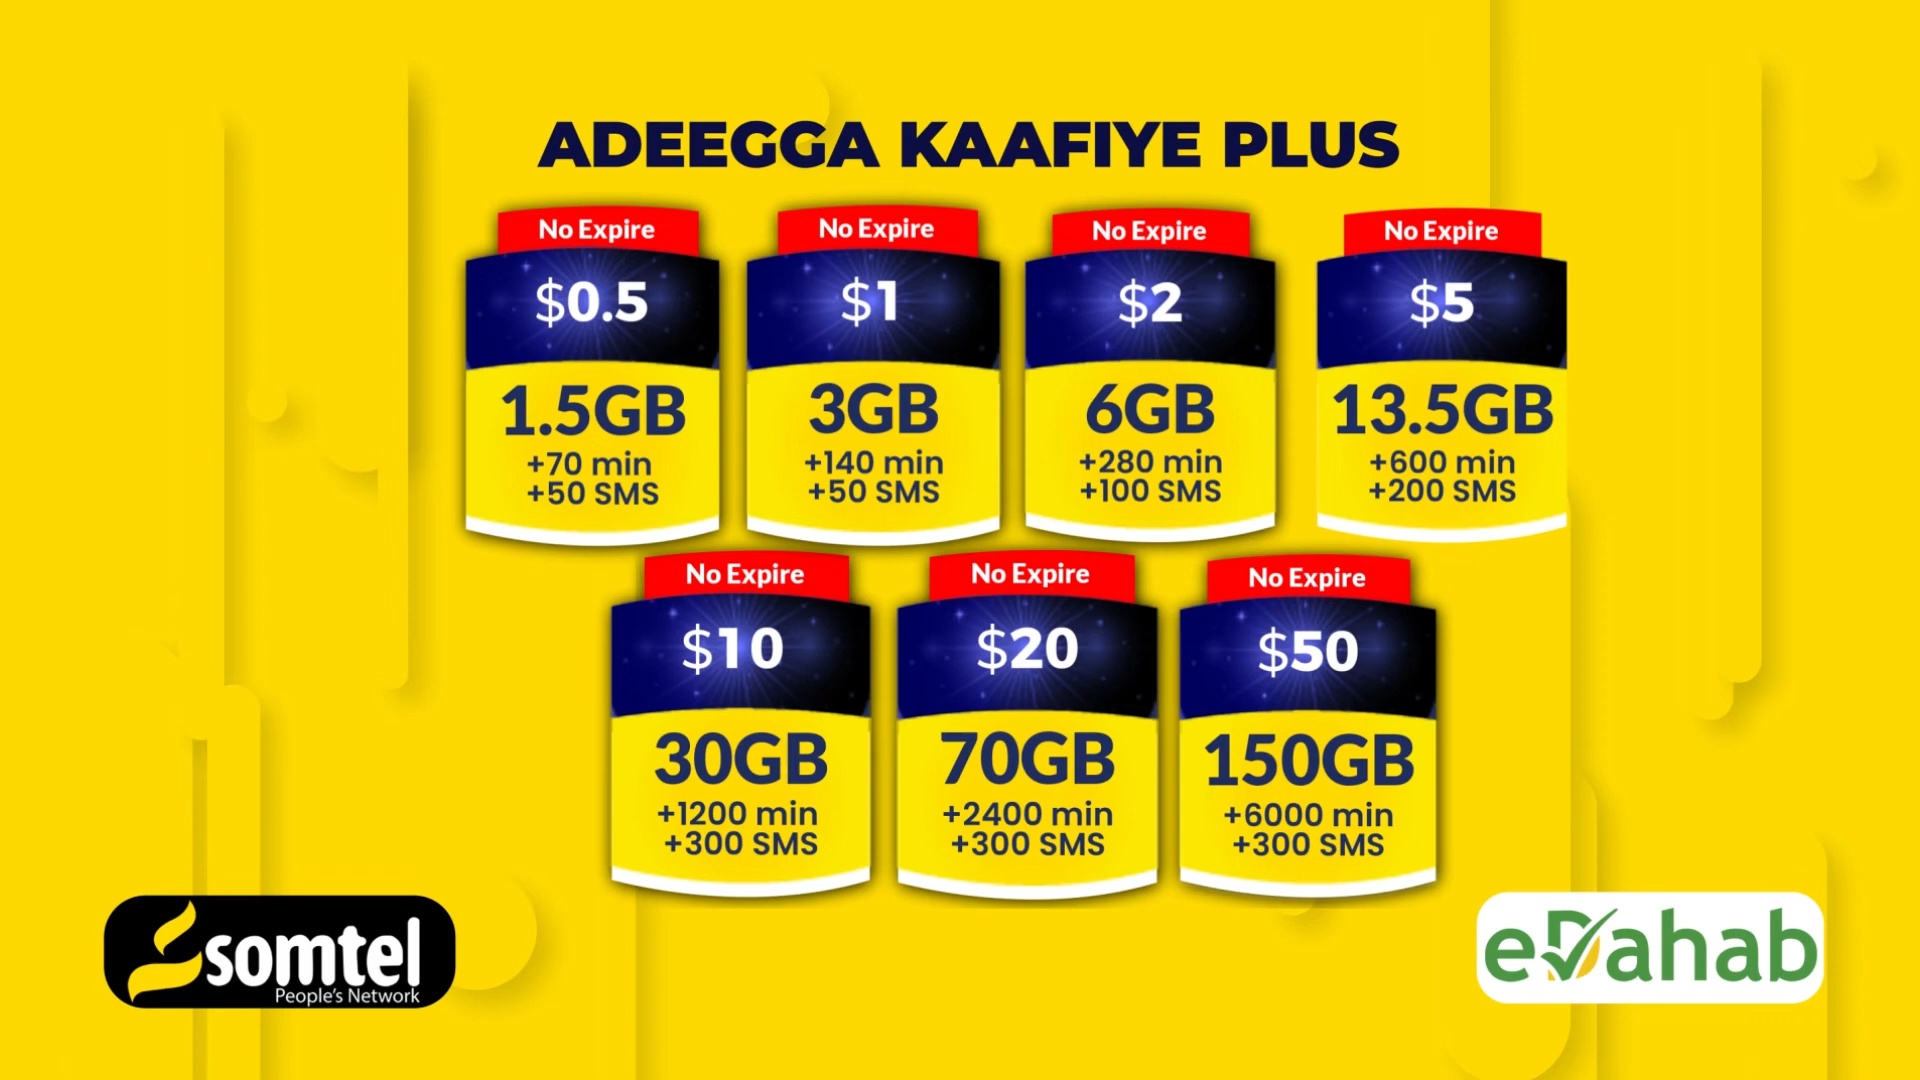 ADEEGGA KAAFIYE PLUS
No Expire
$0.5
1.5GB
+70 min
+50 SMS
No Expire
$1
3GB
+140 min
+50 SMS
No Expire
$2
6GB
+280 min
+100 SMS
No Expire
$5
13.5GB
+600 min
+200 SMS
No Expire
$10
30GB
+1200 min
+300 SMS
No Expire
$20
70GB
+2400 min
+300 SMS
No Expire
$50
150GB
+6000 min
+300 SMS
somtel
People's Network
eDahab